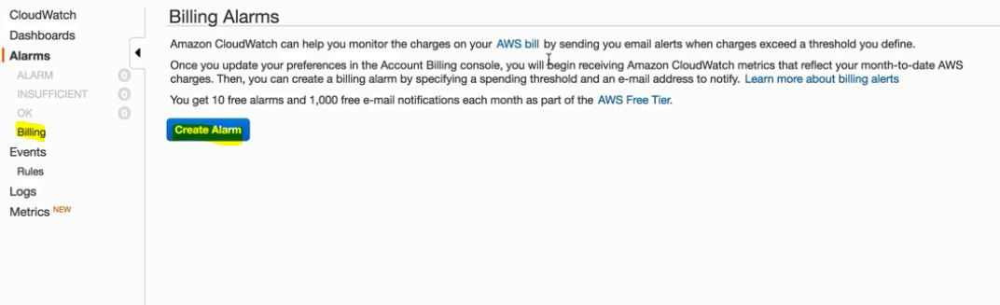 CloudWatch
Dashboards
Alarms
ALARM 0
INSUFFICIENT 0
OK 0
Billing
Events
Rules
Logs
Metrics NEW
Billing Alarms
Amazon CloudWatch can help you monitor the charges on your AWS bill by sending you email alerts when charges exceed a threshold you define.
Once you update your preferences in the Account Billing console, you will begin receiving Amazon CloudWatch metrics that reflect your month-to-date AWS
charges. Then, you can create a billing alarm by specifying a spending threshold and an e-mail address to notify. Learn more about billing alerts
You get 10 free alarms and 1,000 free e-mail notifications each month as part of the AWS Free Tier.
Create Alarm